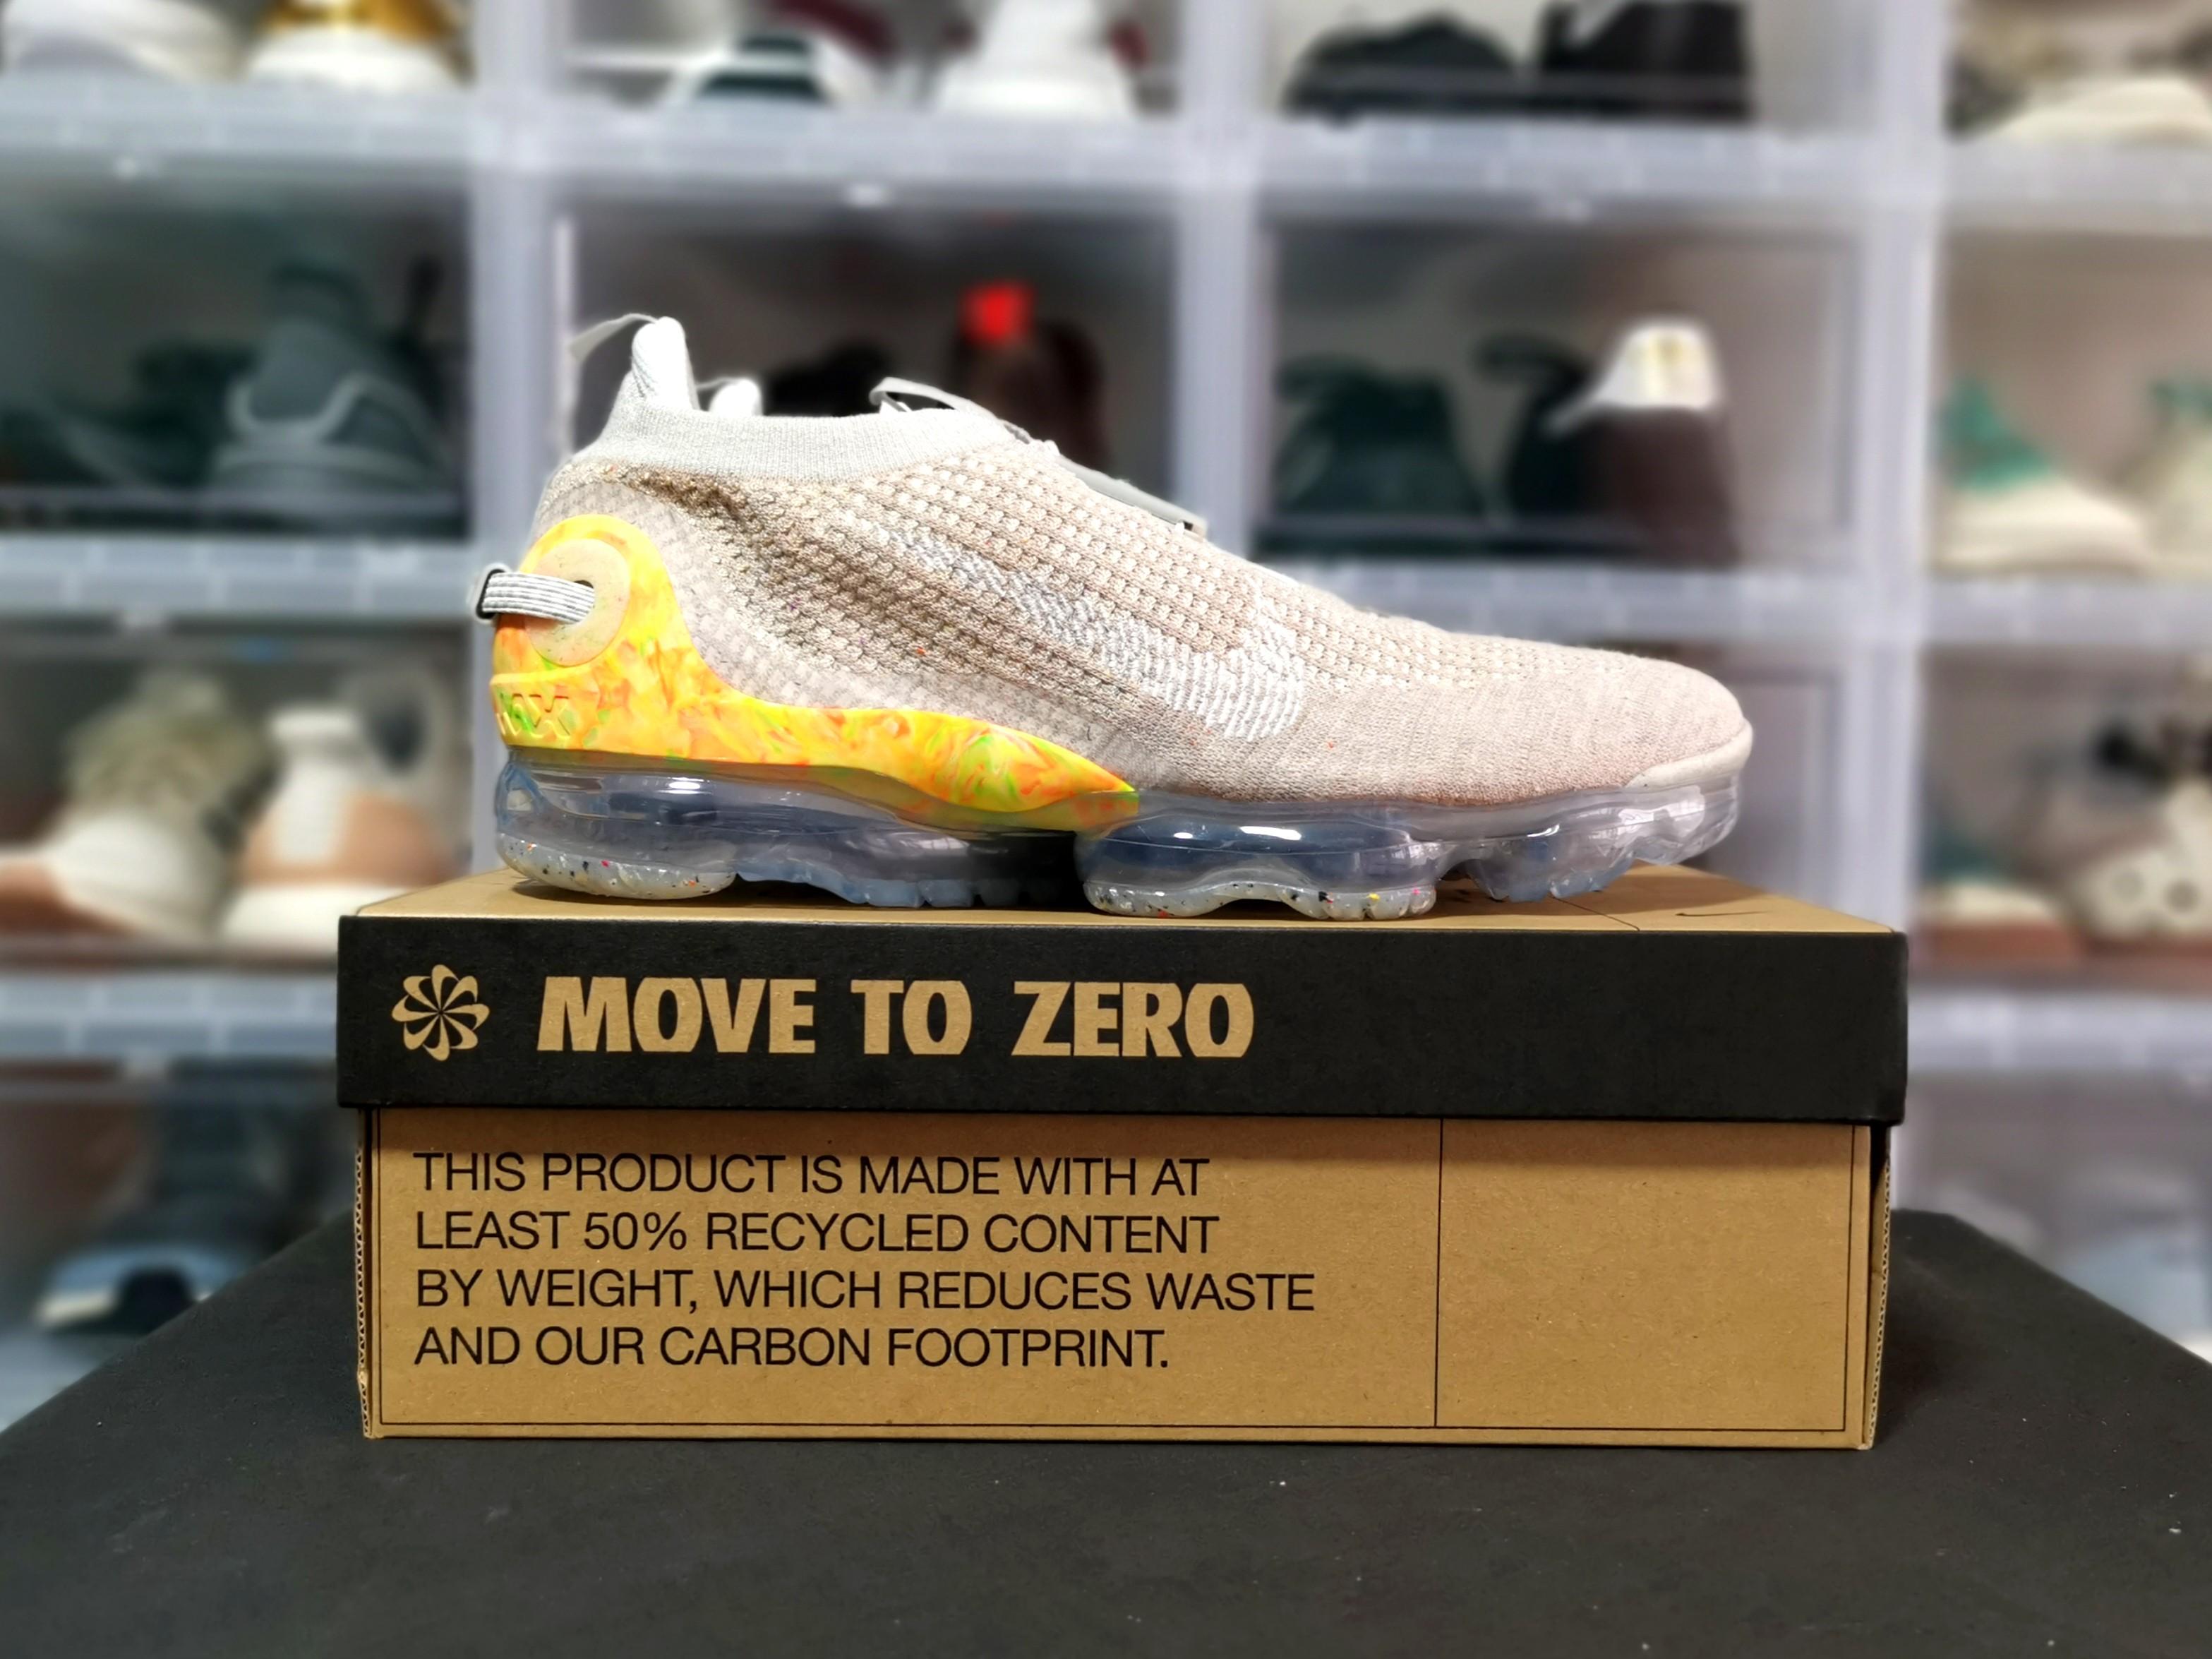 MOVE TO ZERO
THIS PRODUCT IS MADE WITH AT
LEAST 50% RECYCLED CONTENT
BY WEIGHT, WHICH REDUCES WASTE
AND OUR CARBON FOOTPRINT.